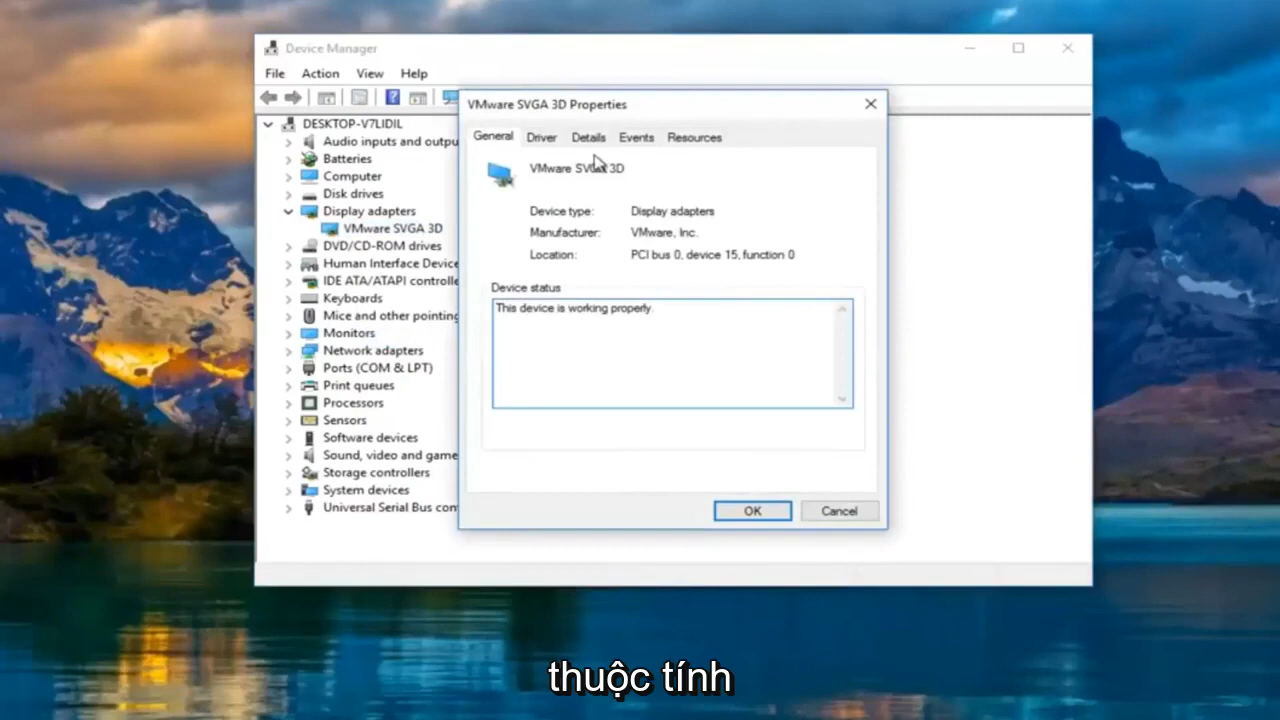 Device Manager
File Action View Help
DESKTOP-V7LIDIL
Audio inputs and outpu
Batteries
Computer
Disk drives
Display adapters
VMware SVGA 3D
DVD/CD-ROM drives
Human Interface Device
IDE ATA/ATAPI controlle
Keyboards
Mice and other pointing
Monitors
Network adapters
Ports (COM & LPT)
Print queues
Processors
Sensors
Software devices
Sound, video and game
Storage controllers
System devices
Universal Serial Bus con
VMware SVGA 3D Properties
General Driver Details Events Resources
VMware SVGA 3D
Device type: Display adapters
Manufacturer: VMware, Inc.
Location: PCI bus 0, device 15, function 0
Device status
This device is working properly.
OK Cancel
thuộc tính